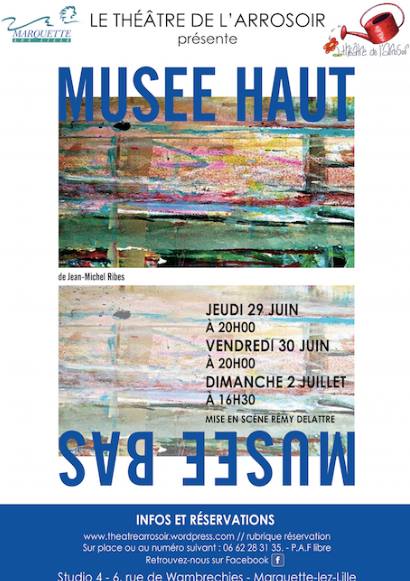 MARQUETTE
LE THÉÂTRE DE L'ARROSOIR
présente
MUSEE HAUT
de Jean-Michel Ribes
JEUDI 29 JUIN
À 20H00
VENDREDI 30 JUIN
À 20H00
DIMANCHE 2 JUILLET
À 16H30
MISE EN SCÈNE RÉMY DELATTRE
MUSEE BAS
INFOS ET RÉSERVATIONS
www.theatrearrosoir.wordpress.com // rubrique réservation
Sur place ou au numéro suivant : 06 62 28 31 35. - P.A.F libre
Retrouvez-nous sur Facebook
Studio 4 - 6, rue de Wambrechies - Marquette-lez-Lille